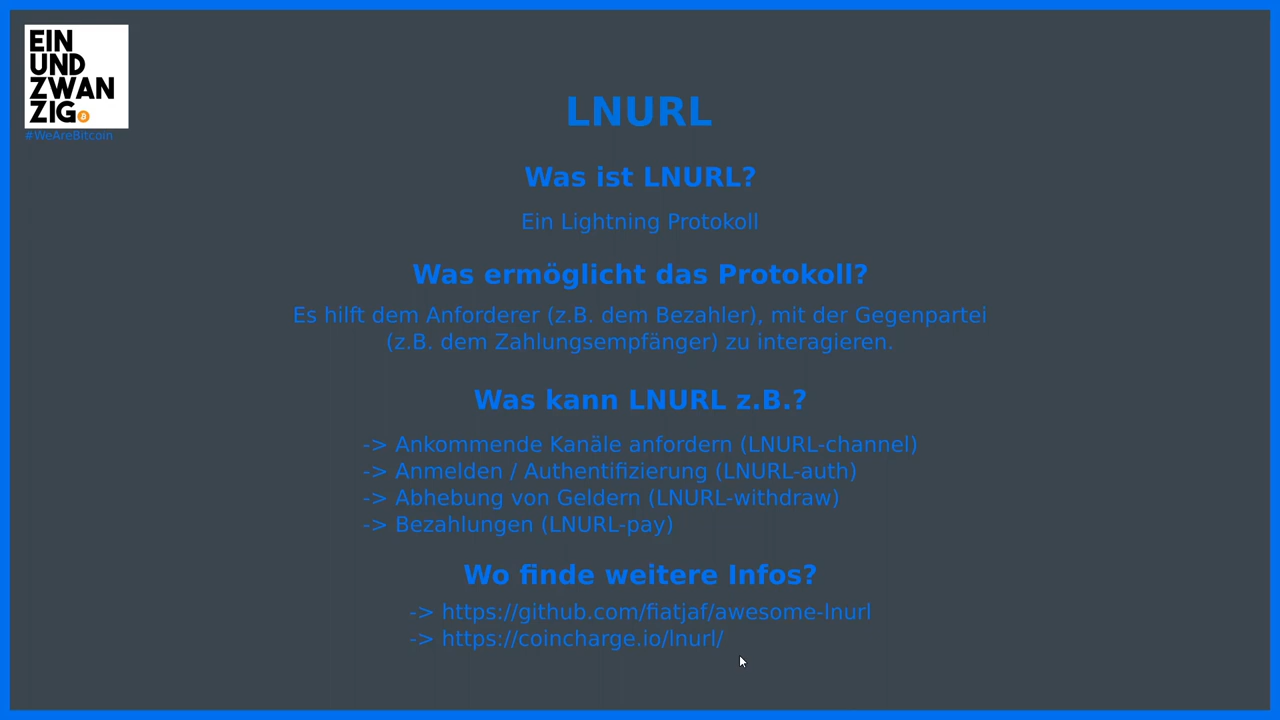 EIN
UND
ZWAN
ZIG
#WeAreBitcoin
LNURL
Was ist LNURL?
Ein Lightning Protokoll
Was ermöglicht das Protokoll?
Es hilft dem Anforderer (z.B. dem Bezahler), mit der Gegenpartei
(z.B. dem Zahlungsempfänger) zu interagieren.
Was kann LNURL z.B.?
-> Ankommende Kanäle anfordern (LNURL-channel)
-> Anmelden / Authentifizierung (LNURL-auth)
-> Abhebung von Geldern (LNURL-withdraw)
-> Bezahlungen (LNURL-pay)
Wo finde weitere Infos?
-> https://github.com/fiatjaf/awesome-lnurl
-> https://coincharge.io/lnurl/